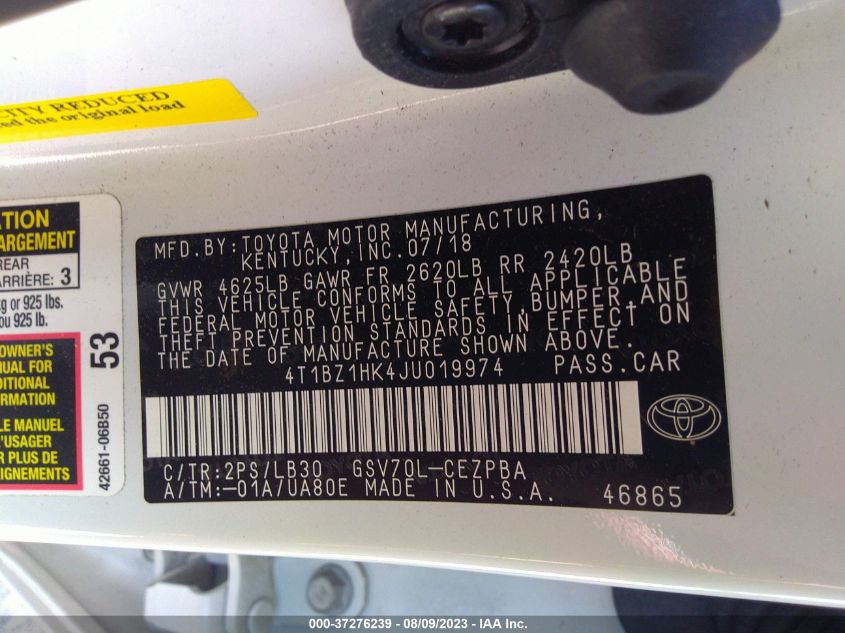 CITY REDUCED
the original load
ATION
ARGEMENT
REAR
ARRIÈRE: 3
kg or 925 lbs.
ou 925 lb.
OWNER'S
MANUAL FOR
DITIONAL
ORMATION
LE MANUEL
L'USAGER
R PLUS DE
53
42661-06B50
MFD. BY: TOYOTA MOTOR MANUFACTURING,
KENTUCKY, INC. 07/18
GVWR 4625LB GAWR FR 2620LB RR 2420LB
THIS VEHICLE CONFORMS TO ALL APPLICABLE
FEDERAL MOTOR VEHICLE SAFETY, BUMPER, AND
THEFT PREVENTION STANDARDS IN EFFECT ON
THE DATE OF MANUFACTURE SHOWN ABOVE.
4T1BZ1HK4JU019974 PASS.CAR
C/TR: 2PS/LB30 GSV70L-CEZPBA
A/TM: -01A/UA80E MADE IN U.S.A. 46865
000-37276239 - 08/09/2023 - IAA Inc.